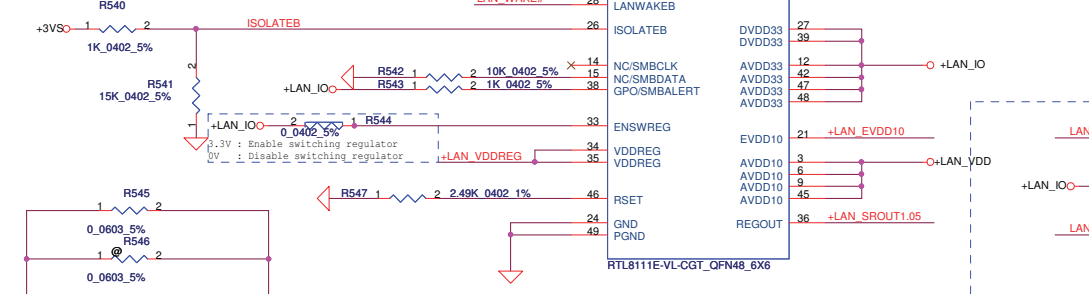 R540
+3VS 1 2
1K_0402_5%
ISOLATEB
R541
15K_0402_5%
2
1
28 LANWAKEB
26 ISOLATEB
R542 1 2 10K_0402_5%
+LAN_IO R543 1 2 1K_0402_5%
14 NC/SMBCLK
15 NC/SMBDATA
38 GPO/SMBALERT
+LAN_IO 2 1 R544
0_0402_5%
3.3V : Enable switching regulator
0V : Disable switching regulator
33 ENSWREG
+LAN_VDDREG
34 VDDREG
35 VDDREG
R547 1 2 2.49K_0402_1%
46 RSET
24 GND
49 PGND
DVDD33 27
DVDD33 39
AVDD33 12
AVDD33 42
AVDD33 47
AVDD33 48
+LAN_IO
EVDD10 21 +LAN_EVDD10
AVDD10 3
AVDD10 6
AVDD10 9
AVDD10 45
+LAN_VDD
REGOUT 36 +LAN_SROUT1.05
RTL8111E-VL-CGT_QFN48_6X6
R545
1 2
0_0603_5%
R546
@
1 2
0_0603_5%
LAN
+LAN_IO
LAN